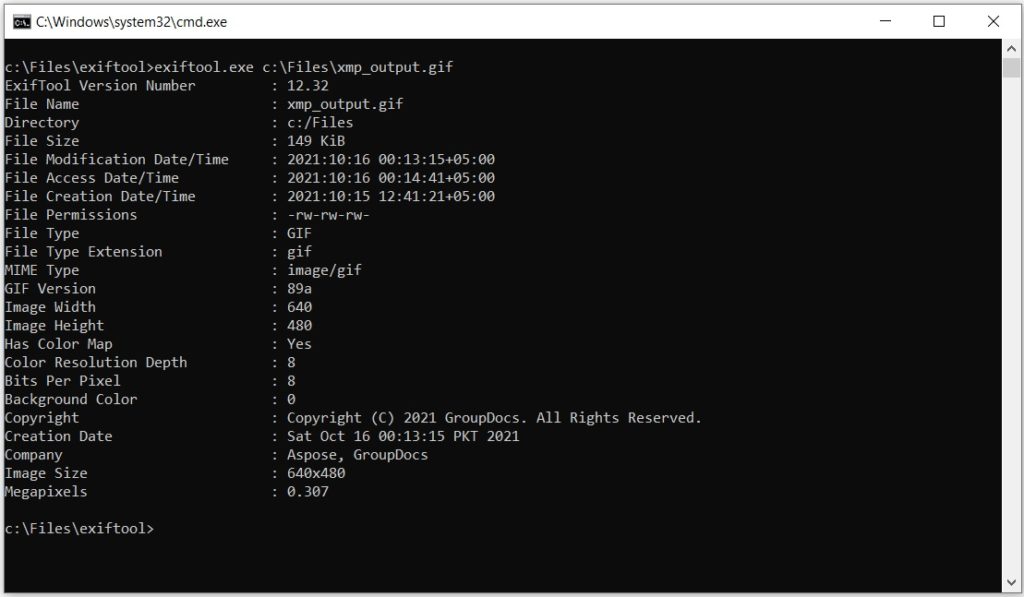 C:\Windows\system32\cmd.exe
c:\Files\exiftool>exiftool.exe c:\Files\xmp_output.gif
ExifTool Version Number         : 12.32
File Name                       : xmp_output.gif
Directory                       : c:/Files
File Size                       : 149 KiB
File Modification Date/Time     : 2021:10:16 00:13:15+05:00
File Access Date/Time           : 2021:10:16 00:14:41+05:00
File Creation Date/Time         : 2021:10:15 12:41:21+05:00
File Permissions                : -rw-rw-rw-
File Type                       : GIF
File Type Extension             : gif
MIME Type                       : image/gif
GIF Version                     : 89a
Image Width                     : 640
Image Height                    : 480
Has Color Map                   : Yes
Color Resolution Depth          : 8
Bits Per Pixel                  : 8
Background Color                : 0
Copyright                       : Copyright (C) 2021 GroupDocs. All Rights Reserved.
Creation Date                   : Sat Oct 16 00:13:15 PKT 2021
Company                         : Aspose, GroupDocs
Image Size                      : 640x480
Megapixels                      : 0.307
c:\Files\exiftool>